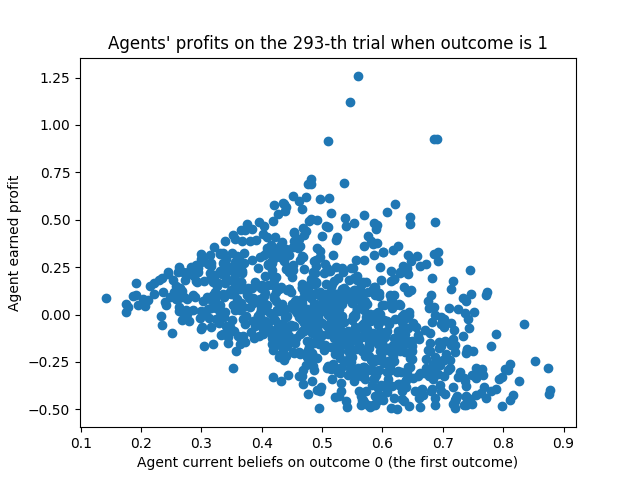 Agents' profits on the 293-th trial when outcome is 1
1.25
1.00
0.75
0.50
0.25
0.00
−0.25
−0.50
Agent earned profit
0.1 0.2 0.3 0.4 0.5 0.6 0.7 0.8 0.9
Agent current beliefs on outcome 0 (the first outcome)